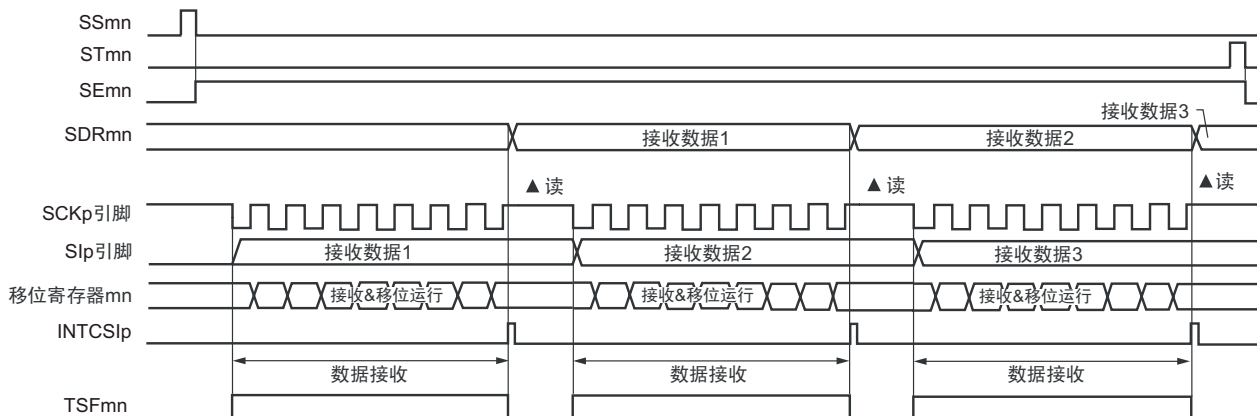 SSmn
STmn
SEmn
接收数据3
SDRmn
接收数据1
接收数据2
▲读
▲读
▲读
SCKp引脚
SIp引脚
接收数据1
接收数据2
接收数据3
移位寄存器mn
接收&移位运行
接收&移位运行
接收&移位运行
INTCSIp
数据接收
数据接收
数据接收
TSFmn